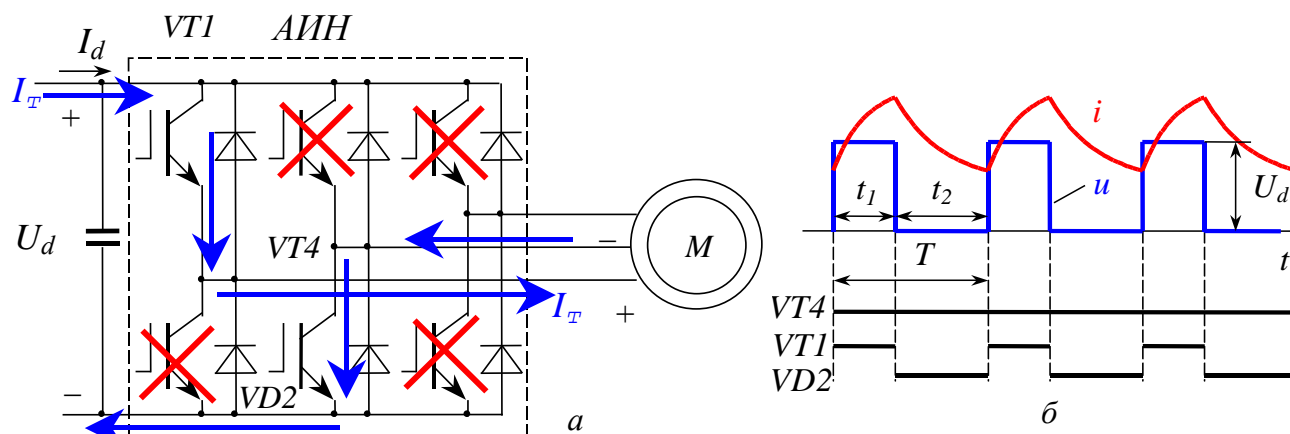 VT1 АИН
I_d
I_T
+
U_d
VT4
−
M
I_T
+
VD2
−
а
i
t_1 t_2 u U_d
T
t
VT4
VT1
VD2
б